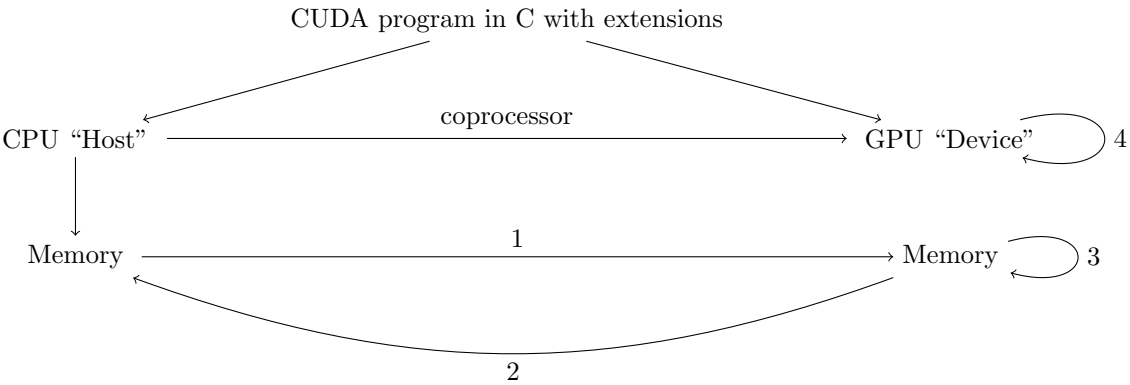 CUDA program in C with extensions
coprocessor
CPU “Host”
GPU “Device”
4
1
Memory
Memory
3
2